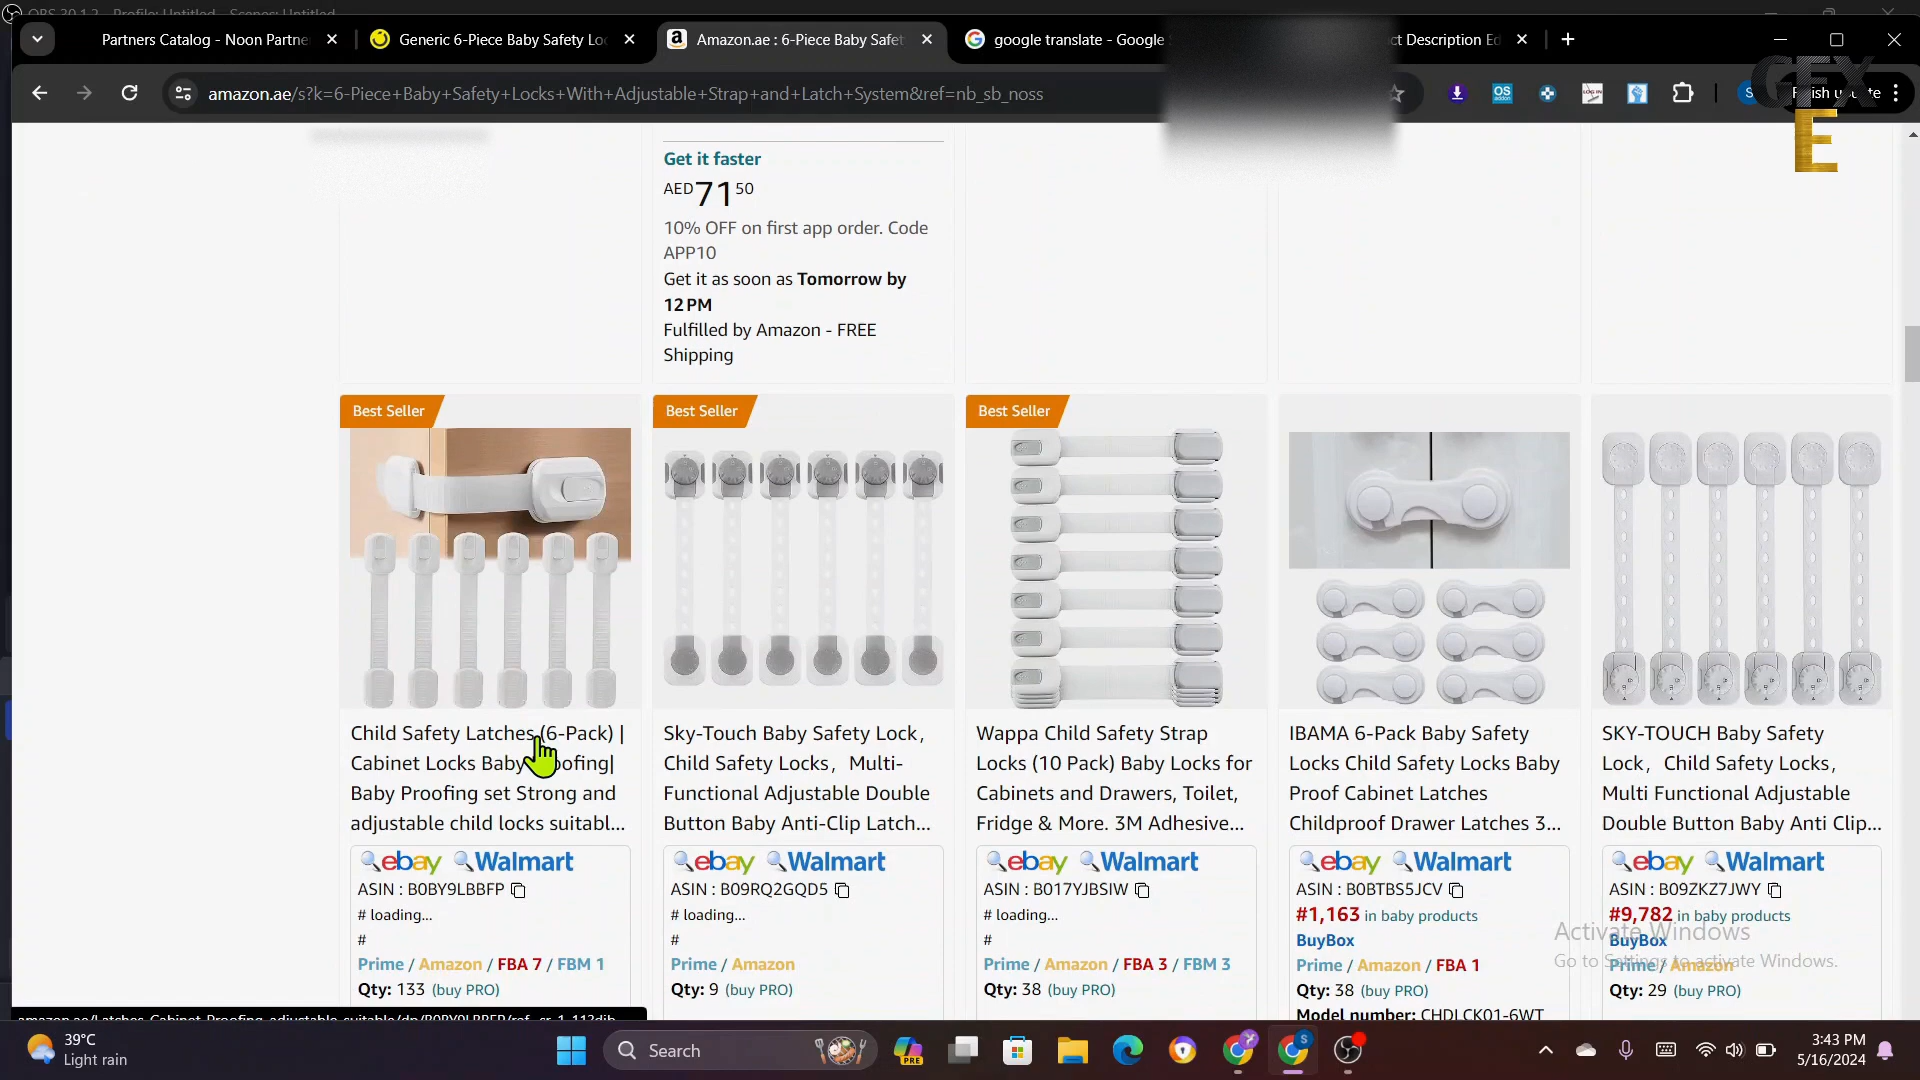 OBS 30.1.2 - Profile: Untitled - Scenes: Untitled
Partners Catalog - Noon Partne
Generic 6-Piece Baby Safety Lo
Amazon.ae : 6-Piece Baby Safet
google translate - Google
ct Description Ed
amazon.ae/s?k=6-Piece+Baby+Safety+Locks+With+Adjustable+Strap+and+Latch+System&ref=nb_sb_noss
GFX
E
Get it faster
AED71 50
10% OFF on first app order. Code
APP10
Get it as soon as Tomorrow by
12 PM
Fulfilled by Amazon - FREE
Shipping
Best Seller
Child Safety Latches (6-Pack) |
Cabinet Locks Baby Proofing|
Baby Proofing set Strong and
adjustable child locks suitabl...
ebay Walmart
ASIN : B0BY9LBBFP
# loading...
#
Prime / Amazon / FBA 7 / FBM 1
Qty: 133 (buy PRO)
Best Seller
Sky-Touch Baby Safety Lock,
Child Safety Locks, Multi-
Functional Adjustable Double
Button Baby Anti-Clip Latch...
ebay Walmart
ASIN : B09RQ2GQD5
# loading...
#
Prime / Amazon
Qty: 9 (buy PRO)
Best Seller
Wappa Child Safety Strap
Locks (10 Pack) Baby Locks for
Cabinets and Drawers, Toilet,
Fridge & More. 3M Adhesive...
ebay Walmart
ASIN : B017YJBSIW
# loading...
#
Prime / Amazon / FBA 3 / FBM 3
Qty: 38 (buy PRO)
IBAMA 6-Pack Baby Safety
Locks Child Safety Locks Baby
Proof Cabinet Latches
Childproof Drawer Latches 3...
ebay Walmart
ASIN : B0BTBS5JCV
#1,163 in baby products
BuyBox
Prime / Amazon / FBA 1
Qty: 38 (buy PRO)
Model number: CHDLCK01-6WT
SKY-TOUCH Baby Safety
Lock, Child Safety Locks,
Multi Functional Adjustable
Double Button Baby Anti Clip...
ebay Walmart
ASIN : B09ZKZ7JWY
#9,782 in baby products
BuyBox
Prime / Amazon
Qty: 29 (buy PRO)
Activate Windows
Go to Settings to activate Windows.
39°C
Light rain
Search
PRE
3:43 PM
5/16/2024